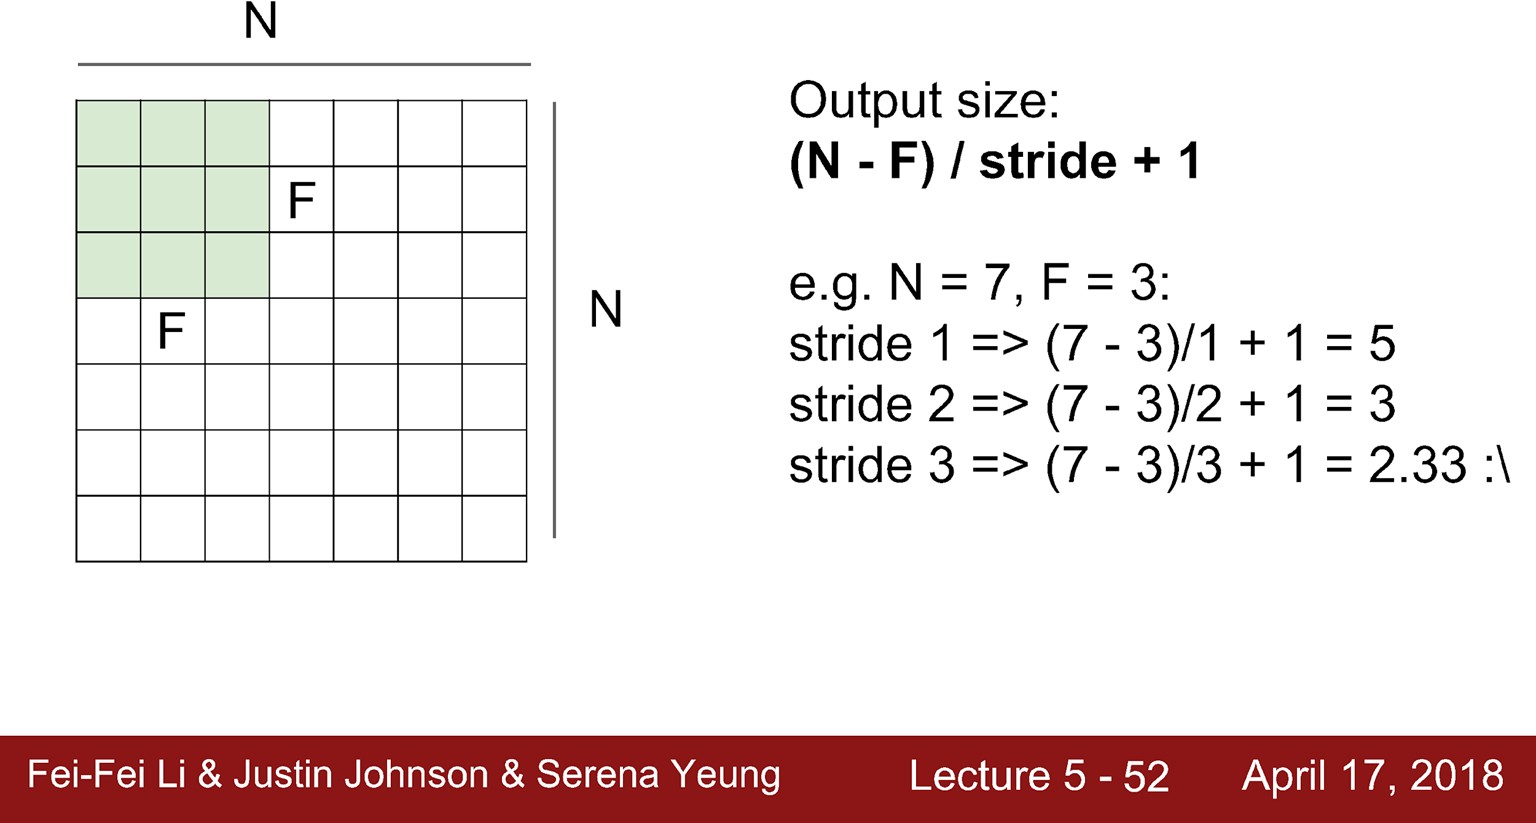 N
F
F
N
Output size:
(N - F) / stride + 1
e.g. N = 7, F = 3:
stride 1 => (7 - 3)/1 + 1 = 5
stride 2 => (7 - 3)/2 + 1 = 3
stride 3 => (7 - 3)/3 + 1 = 2.33 :\
Fei-Fei Li & Justin Johnson & Serena Yeung
Lecture 5 - 52
April 17, 2018